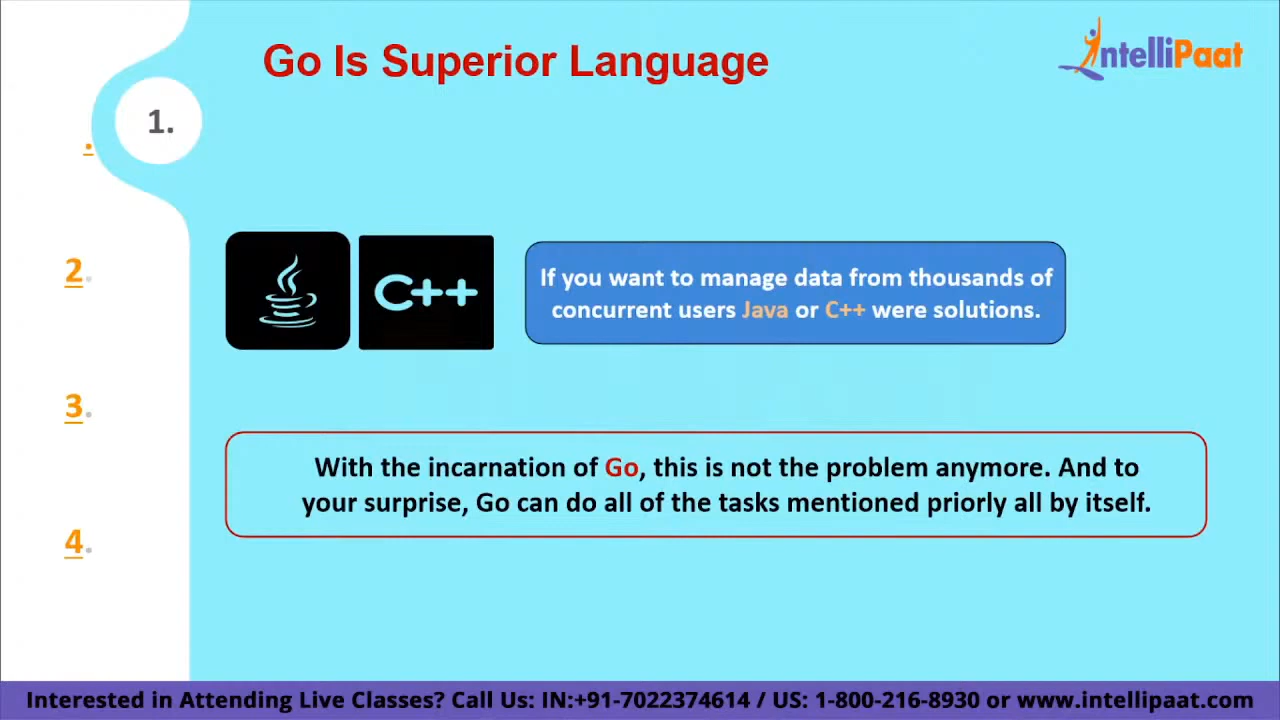 Go Is Superior Language
IntelliPaat
1.
.
2.
3.
4.
C++
If you want to manage data from thousands of
concurrent users Java or C++ were solutions.
With the incarnation of Go, this is not the problem anymore. And to
your surprise, Go can do all of the tasks mentioned priorly all by itself.
Interested in Attending Live Classes? Call Us: IN:+91-7022374614 / US: 1-800-216-8930 or www.intellipaat.com